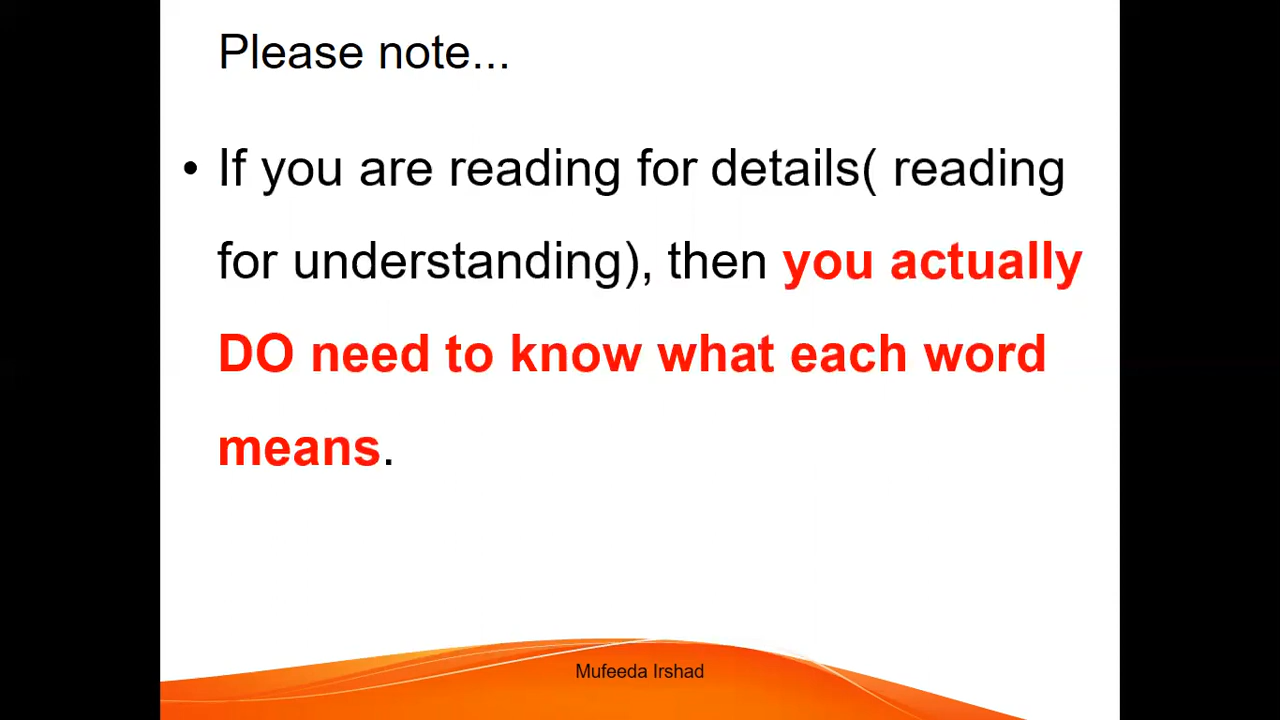 Please note...
• If you are reading for details( reading
for understanding), then you actually
DO need to know what each word
means.
Mufeeda Irshad